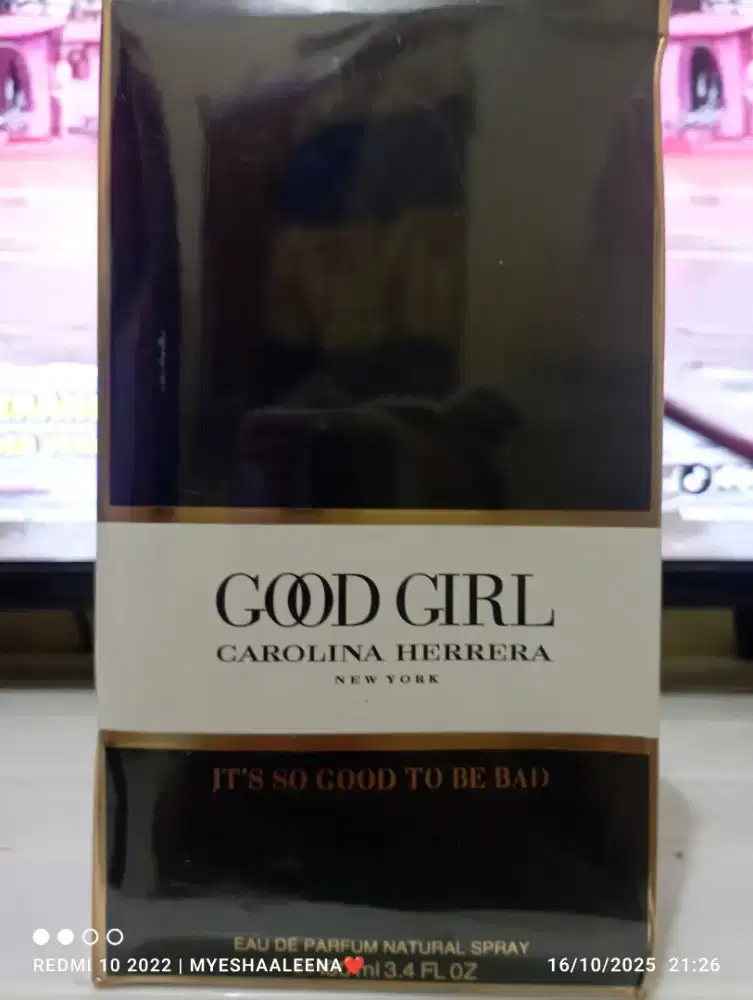 GOOD GIRL
CAROLINA HERRERA
NEW YORK
IT'S SO GOOD TO BE BAD
EAU DE PARFUM NATURAL SPRAY
ml 3.4 FL OZ
REDMI 10 2022 | MYESHAALEENA❤️
16/10/2025 21:26